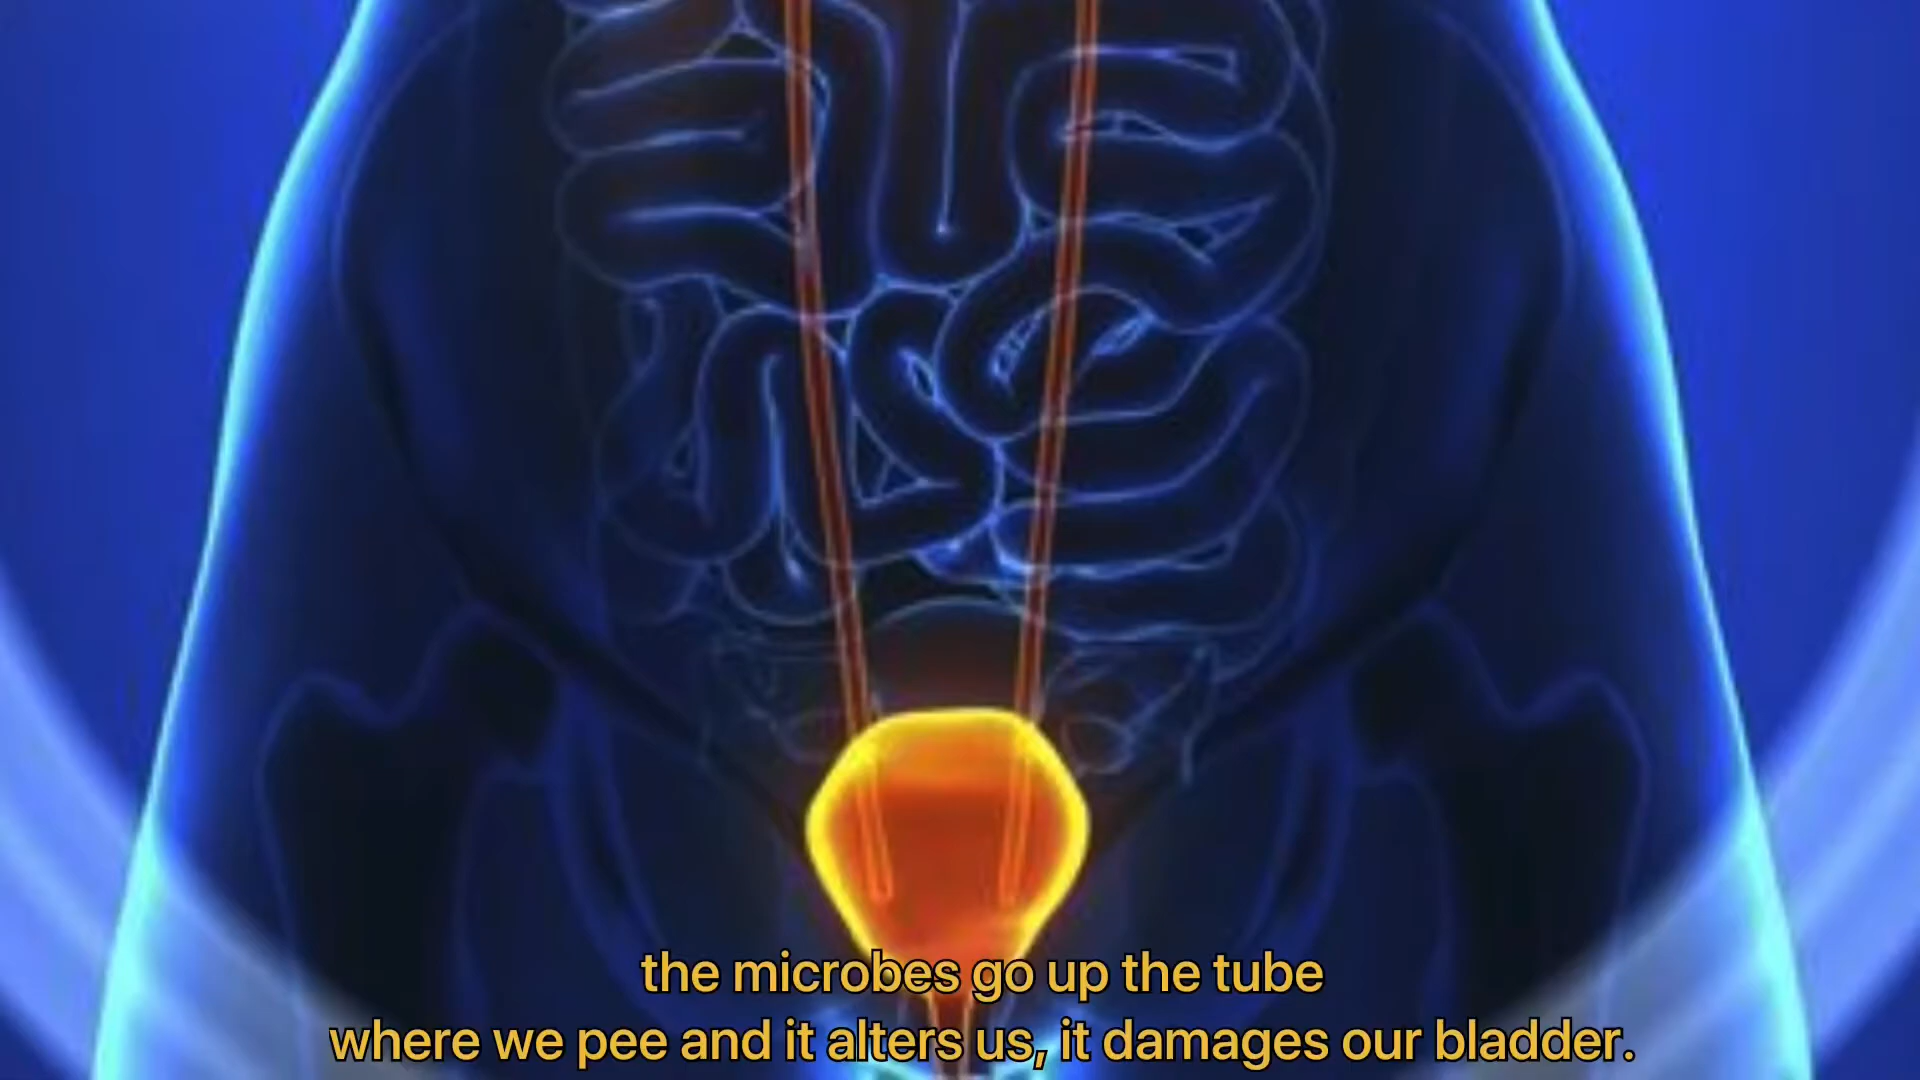 the microbes go up the tube
where we pee and it alters us, it damages our bladder.